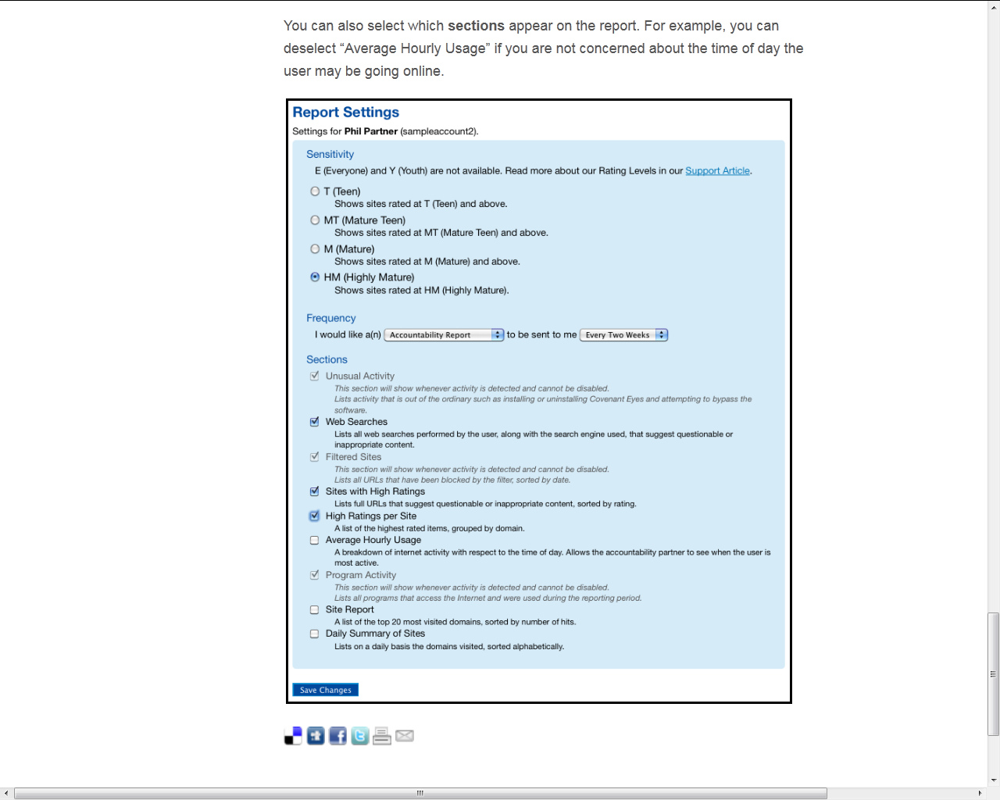 You can also select which sections appear on the report. For example, you can
deselect “Average Hourly Usage” if you are not concerned about the time of day the
user may be going online.
Report Settings
Settings for Phil Partner (sampleaccount2).
Sensitivity
E (Everyone) and Y (Youth) are not available. Read more about our Rating Levels in our Support Article.
T (Teen)
Shows sites rated at T (Teen) and above.
MT (Mature Teen)
Shows sites rated at MT (Mature Teen) and above.
M (Mature)
Shows sites rated at M (Mature) and above.
HM (Highly Mature)
Shows sites rated at HM (Highly Mature).
Frequency
I would like a(n) Accountability Report to be sent to me Every Two Weeks
Sections
Unusual Activity
This section will show whenever activity is detected and cannot be disabled.
Lists activity that is out of the ordinary such as installing or uninstalling Covenant Eyes and attempting to bypass the
software.
Web Searches
Lists all web searches performed by the user, along with the search engine used, that suggest questionable or
inappropriate content.
Filtered Sites
This section will show whenever activity is detected and cannot be disabled.
Lists all URLs that have been blocked by the filter, sorted by date.
Sites with High Ratings
Lists full URLs that suggest questionable or inappropriate content, sorted by rating.
High Ratings per Site
A list of the highest rated items, grouped by domain.
Average Hourly Usage
A breakdown of internet activity with respect to the time of day. Allows the accountability partner to see when the user is
most active.
Program Activity
This section will show whenever activity is detected and cannot be disabled.
Lists all programs that access the Internet and were used during the reporting period.
Site Report
A list of the top 20 most visited domains, sorted by number of hits.
Daily Summary of Sites
Lists on a daily basis the domains visited, sorted alphabetically.
Save Changes